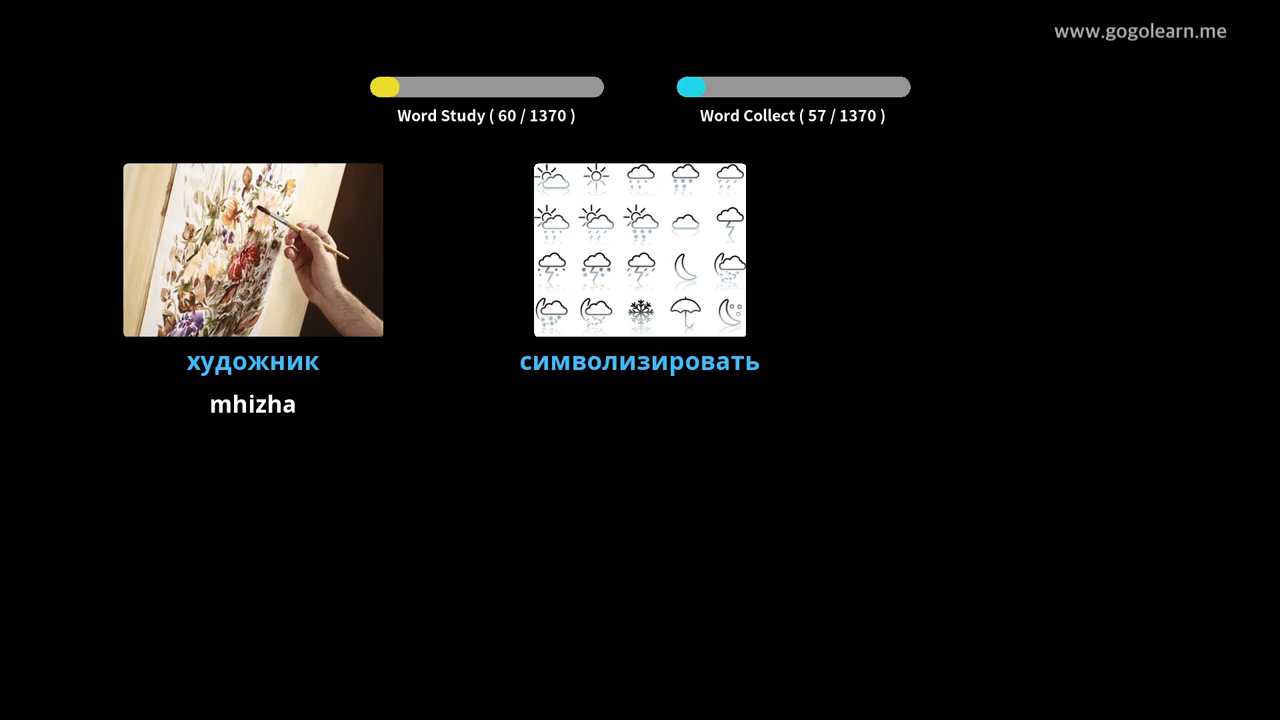 www.gogolearn.me
Word Study ( 60 / 1370 )
Word Collect ( 57 / 1370 )
художник
символизировать
mhizha